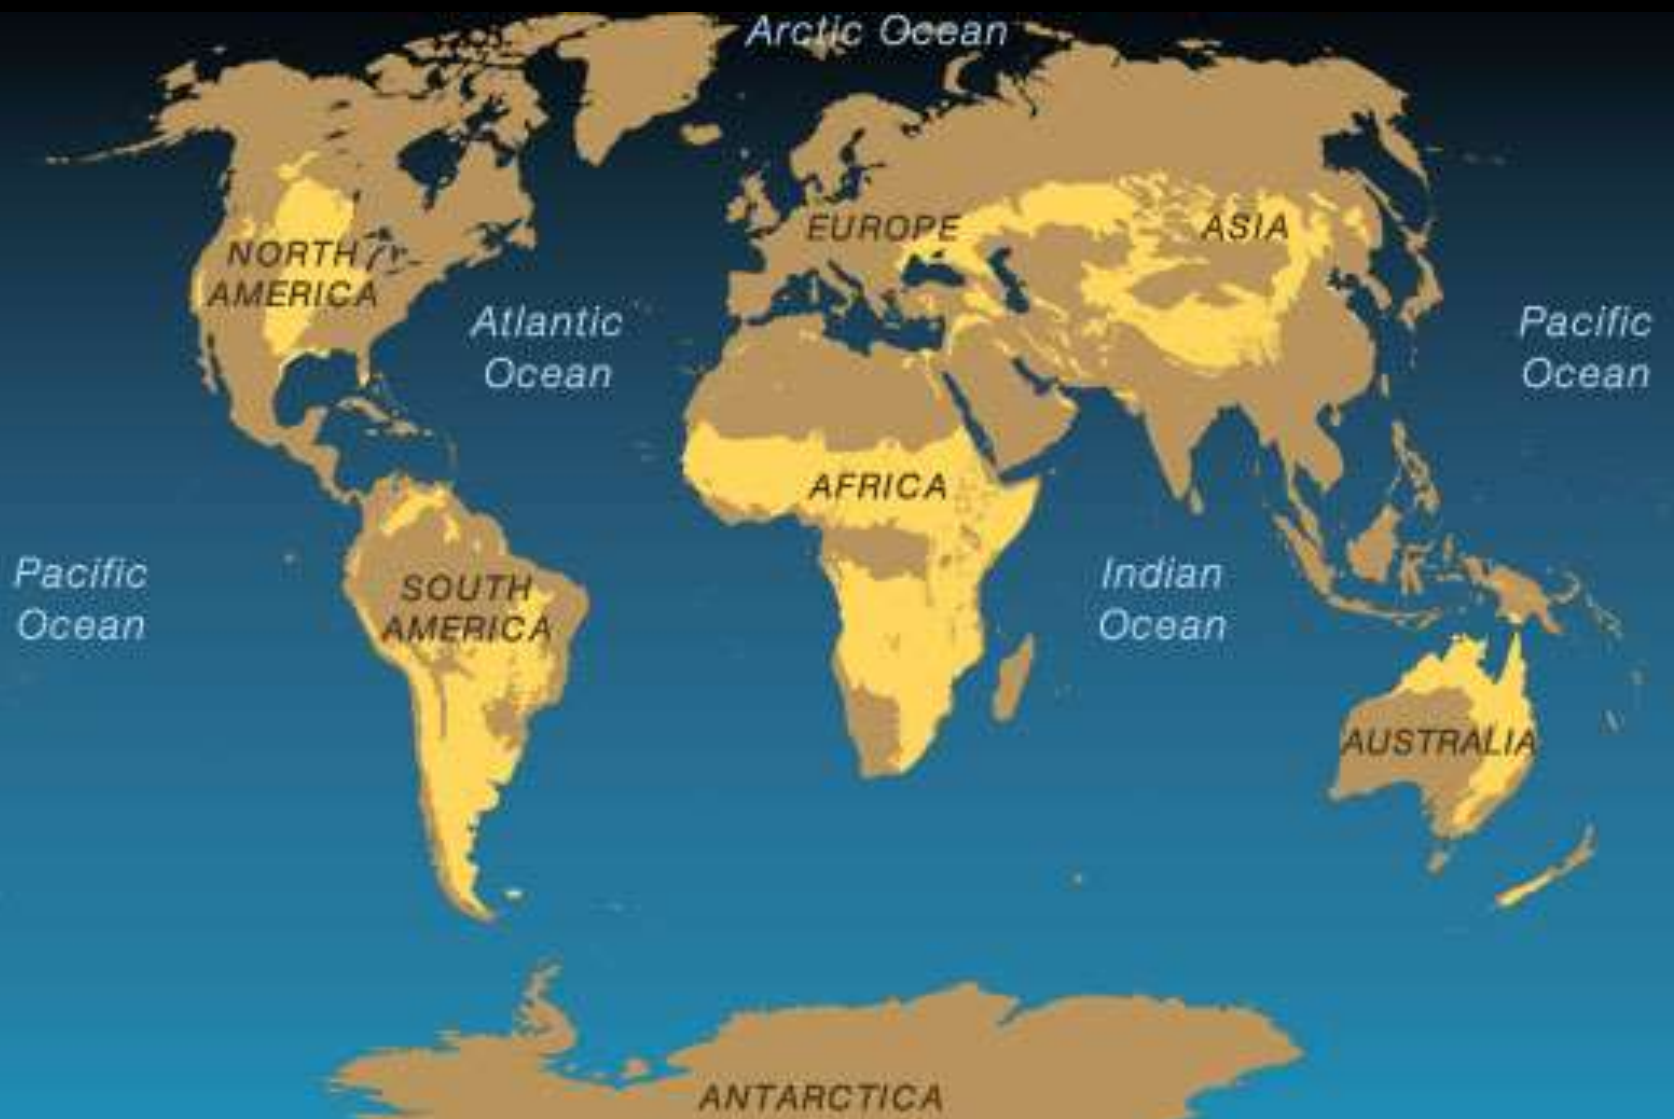 Arctic Ocean
NORTH
AMERICA
EUROPE
ASIA
Atlantic
Ocean
Pacific
Ocean
AFRICA
Pacific
Ocean
SOUTH
AMERICA
Indian
Ocean
AUSTRALIA
ANTARCTICA